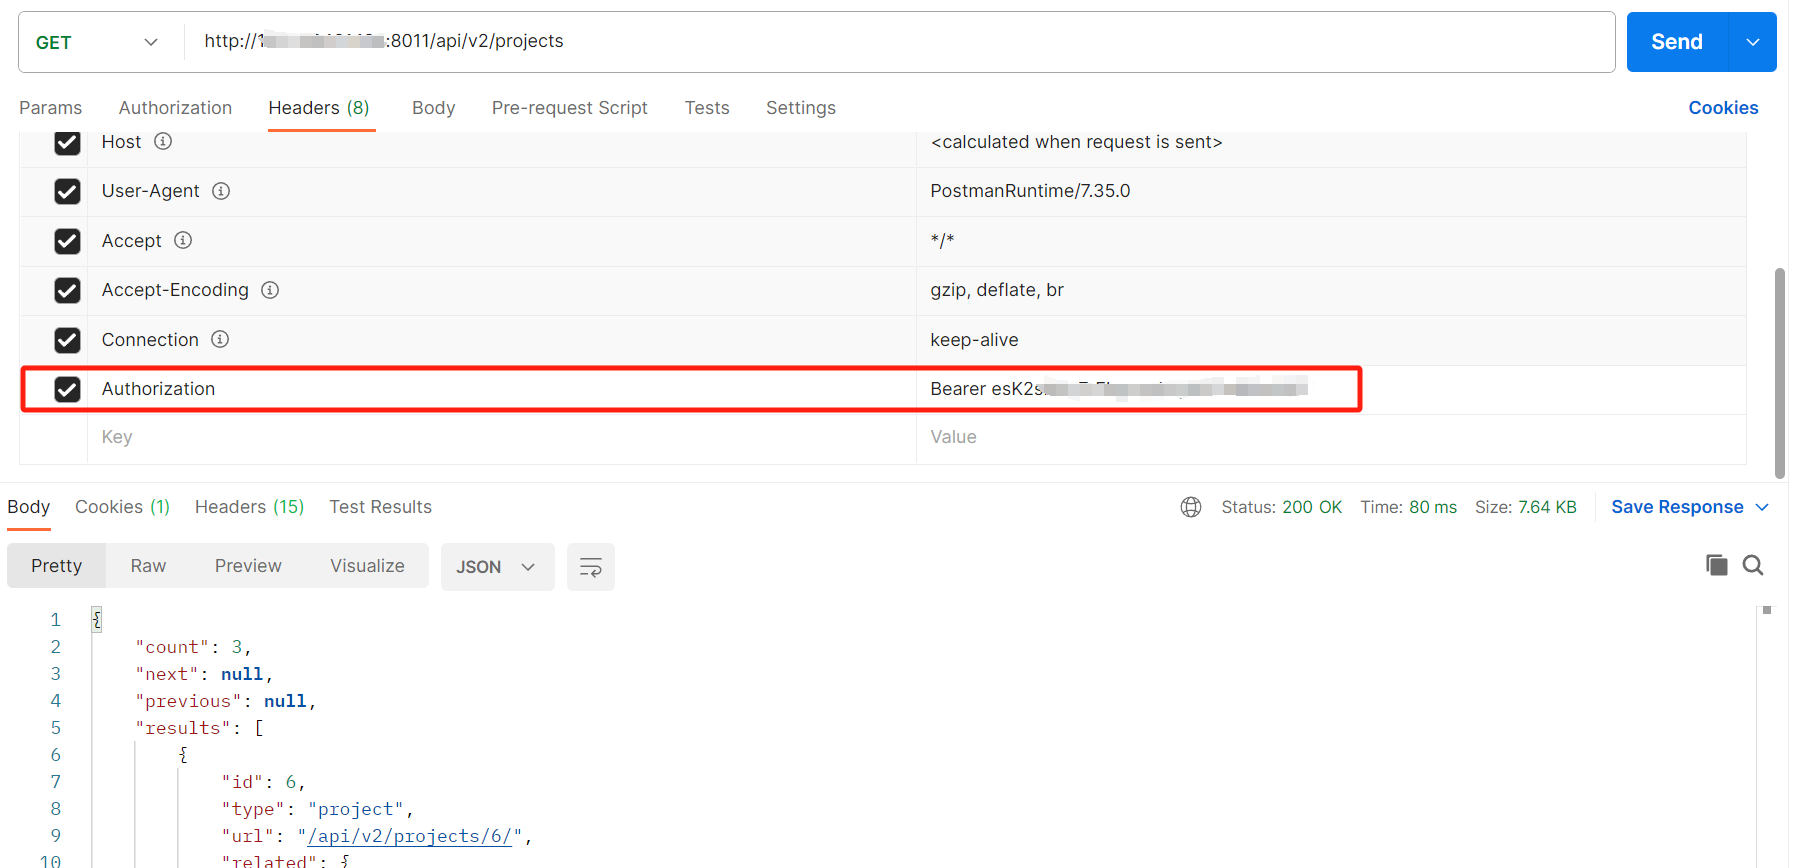 GET http://1 :8011/api/v2/projects Send
Params Authorization Headers (8) Body Pre-request Script Tests Settings Cookies
Host <calculated when request is sent>
User-Agent PostmanRuntime/7.35.0
Accept */*
Accept-Encoding gzip, deflate, br
Connection keep-alive
Authorization Bearer esK2s
Key Value
Body Cookies (1) Headers (15) Test Results Status: 200 OK Time: 80 ms Size: 7.64 KB Save Response
Pretty Raw Preview Visualize JSON
1 {
2 "count": 3,
3 "next": null,
4 "previous": null,
5 "results": [
6 {
7 "id": 6,
8 "type": "project",
9 "url": "/api/v2/projects/6/",
10 "related": {